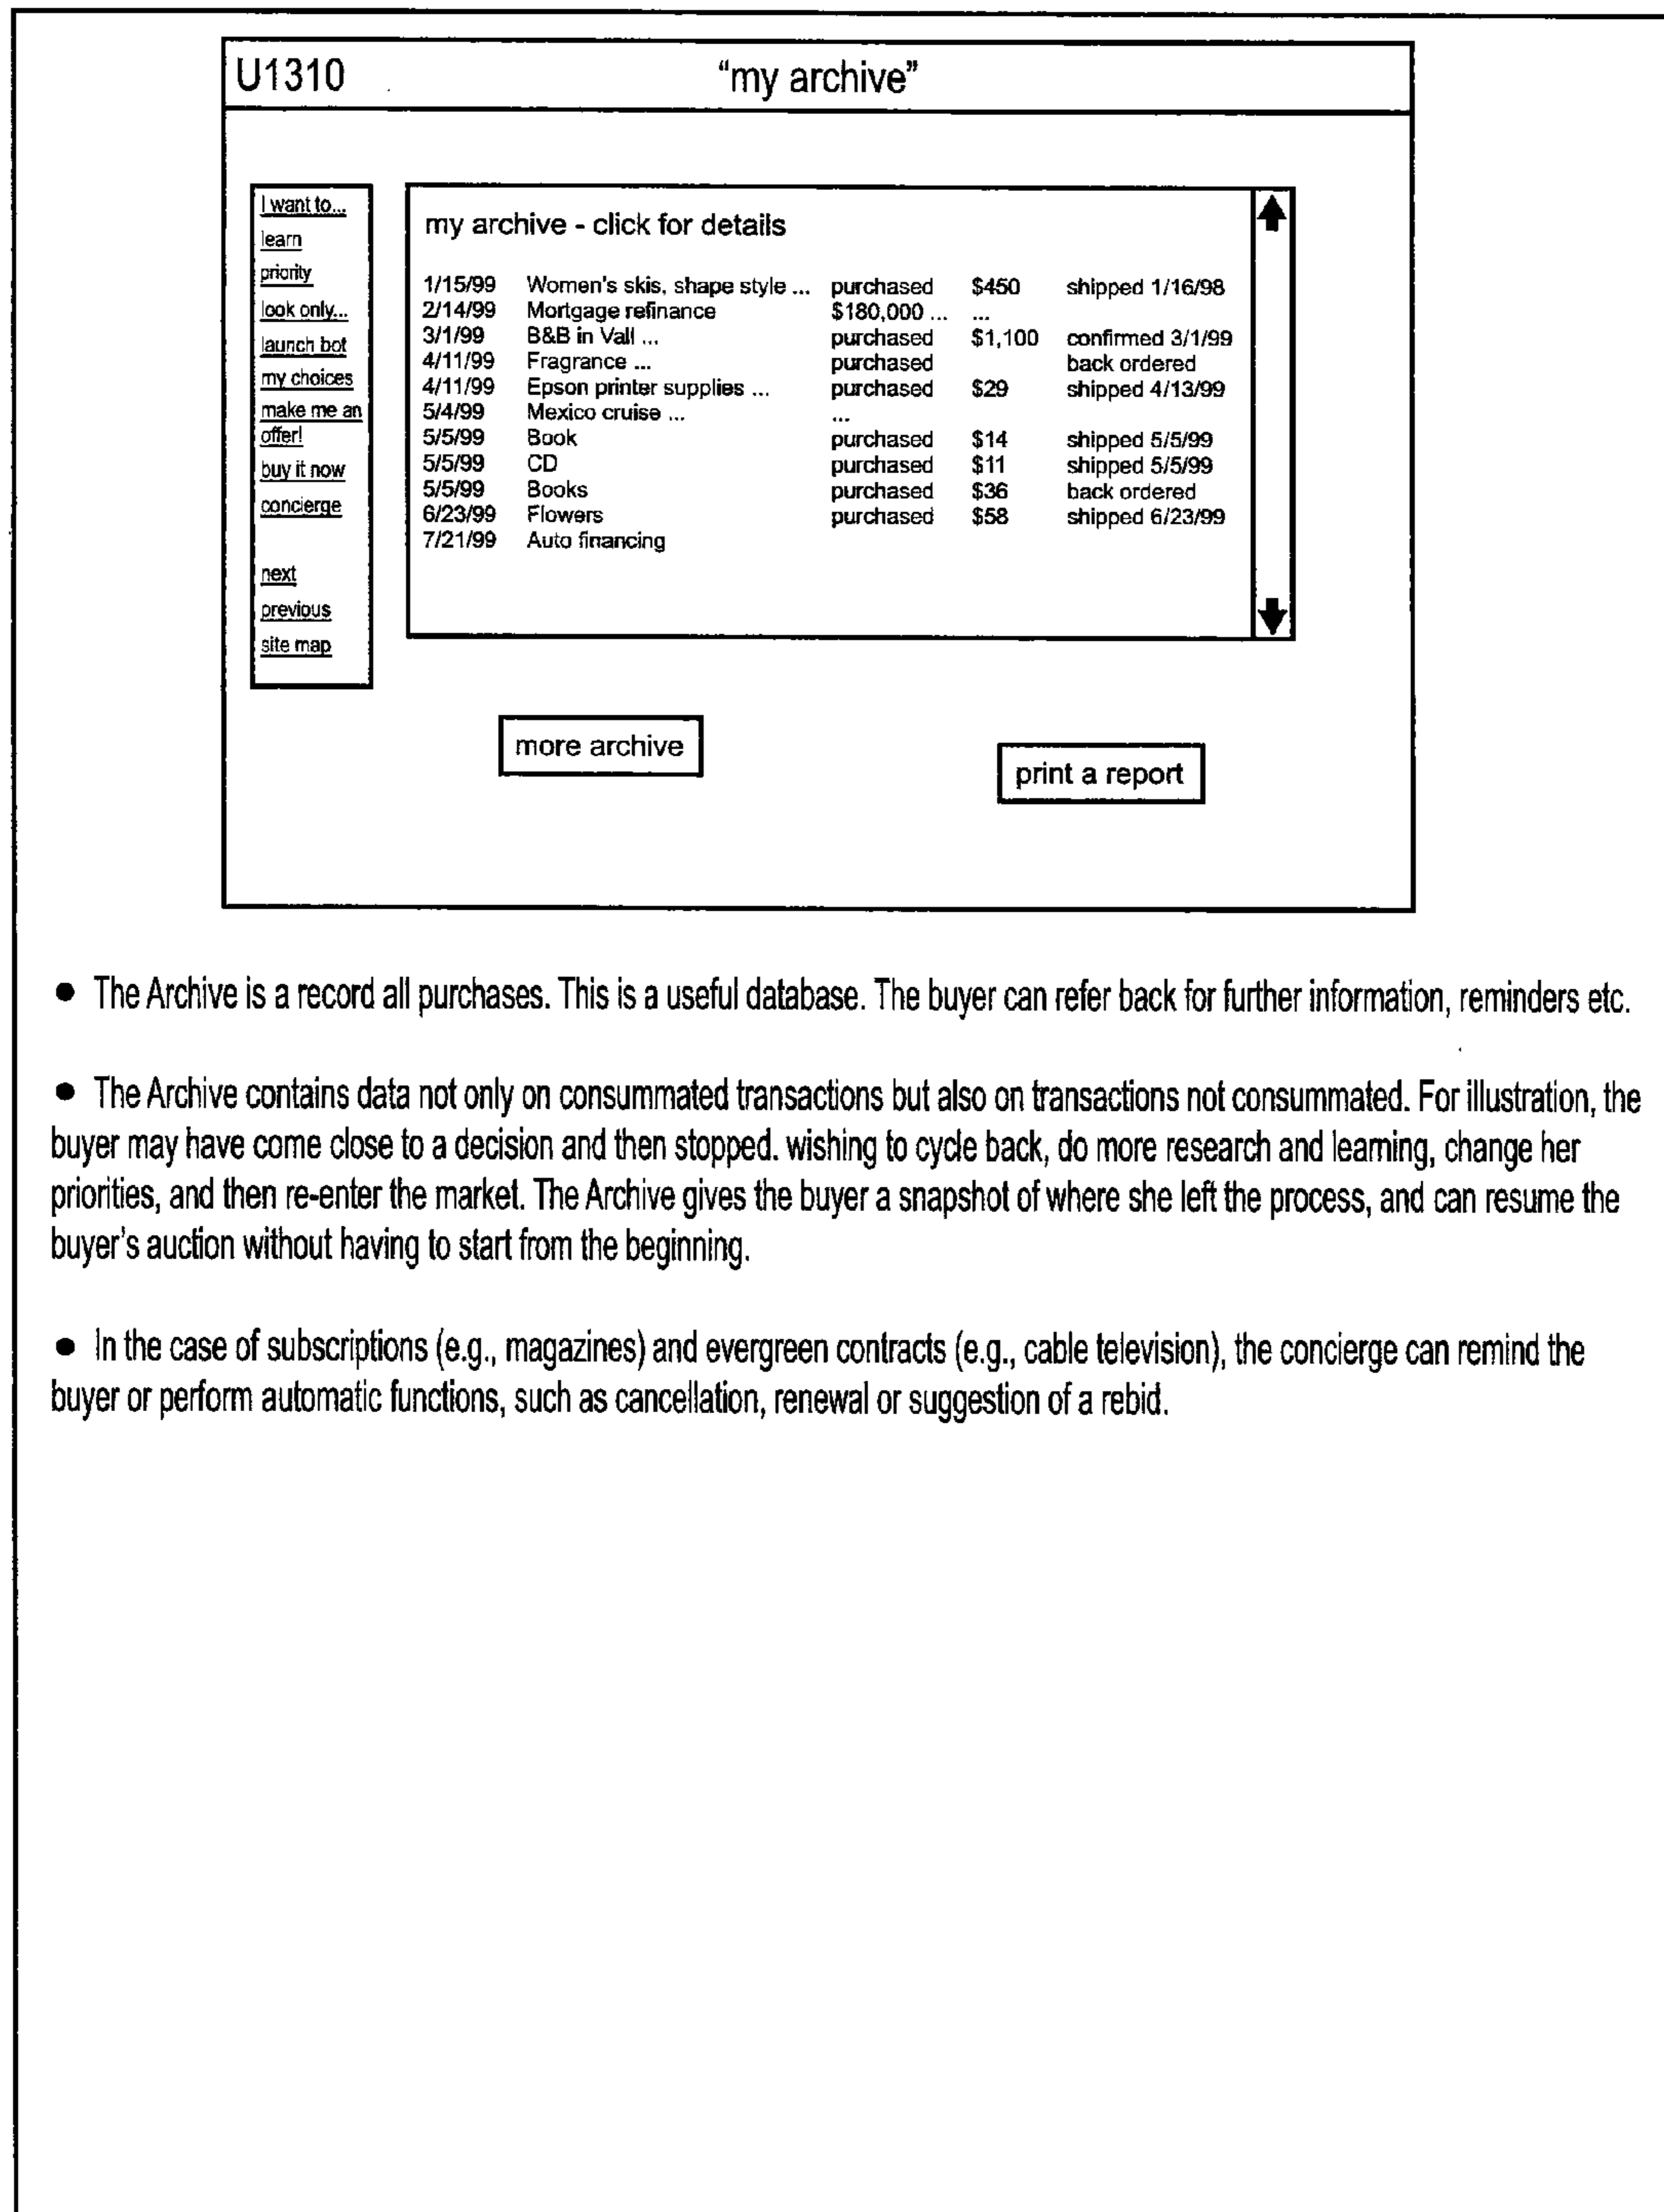 U1310 "my archive"
I want to...
learn
priority
look only...
launch bot
my choices
make me an
offer!
buy it now
concierge
next
previous
site map
my archive - click for details
1/15/99 Women's skis, shape style ... purchased $450 shipped 1/16/98
2/14/99 Mortgage refinance $180,000 ... ...
3/1/99 B&B in Vall ... purchased $1,100 confirmed 3/1/99
4/11/99 Fragrance ... purchased back ordered
4/11/99 Epson printer supplies ... purchased $29 shipped 4/13/99
5/4/99 Mexico cruise ... ...
5/5/99 Book purchased $14 shipped 5/5/99
5/5/99 CD purchased $11 shipped 5/5/99
5/5/99 Books purchased $36 back ordered
6/23/99 Flowers purchased $58 shipped 6/23/99
7/21/99 Auto financing
more archive
print a report
• The Archive is a record all purchases. This is a useful database. The buyer can refer back for further information, reminders etc.
• The Archive contains data not only on consummated transactions but also on transactions not consummated. For illustration, the
buyer may have come close to a decision and then stopped. wishing to cycle back, do more research and learning, change her
priorities, and then re-enter the market. The Archive gives the buyer a snapshot of where she left the process, and can resume the
buyer's auction without having to start from the beginning.
• In the case of subscriptions (e.g., magazines) and evergreen contracts (e.g., cable television), the concierge can remind the
buyer or perform automatic functions, such as cancellation, renewal or suggestion of a rebid.